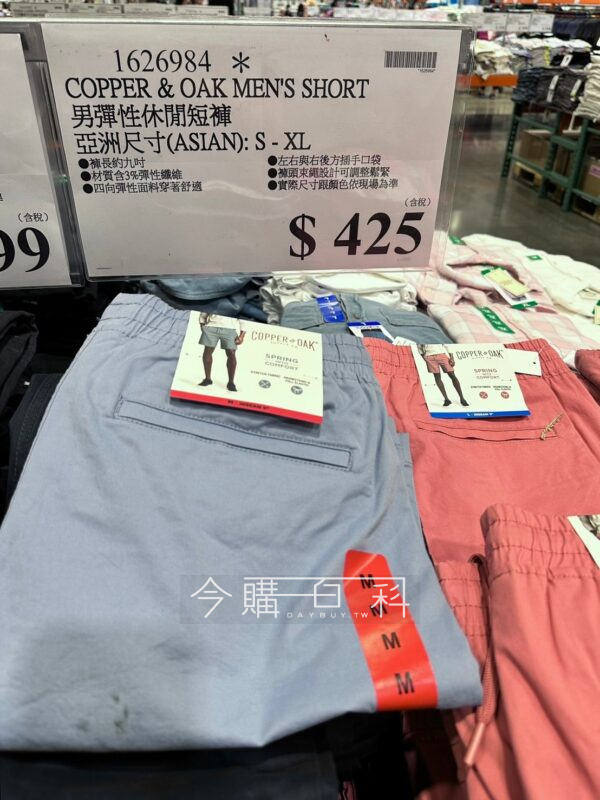 1626984 *
COPPER & OAK MEN'S SHORT
男彈性休閒短褲
亞洲尺寸(ASIAN): S - XL
●褲長約九吋
●材質含3%彈性纖維
●四向彈性面料穿著舒適
●左右與右後方插手口袋
●褲頭束繩設計可調整鬆緊
●實際尺寸跟顏色依現場為準
(含稅)
$ 425
(含稅)
99
COPPER & OAK
SPRING
COMFORT
COPPER & OAK
SPRING
COMFORT
M
M
M
M
今購百科
DAYBUY.TW